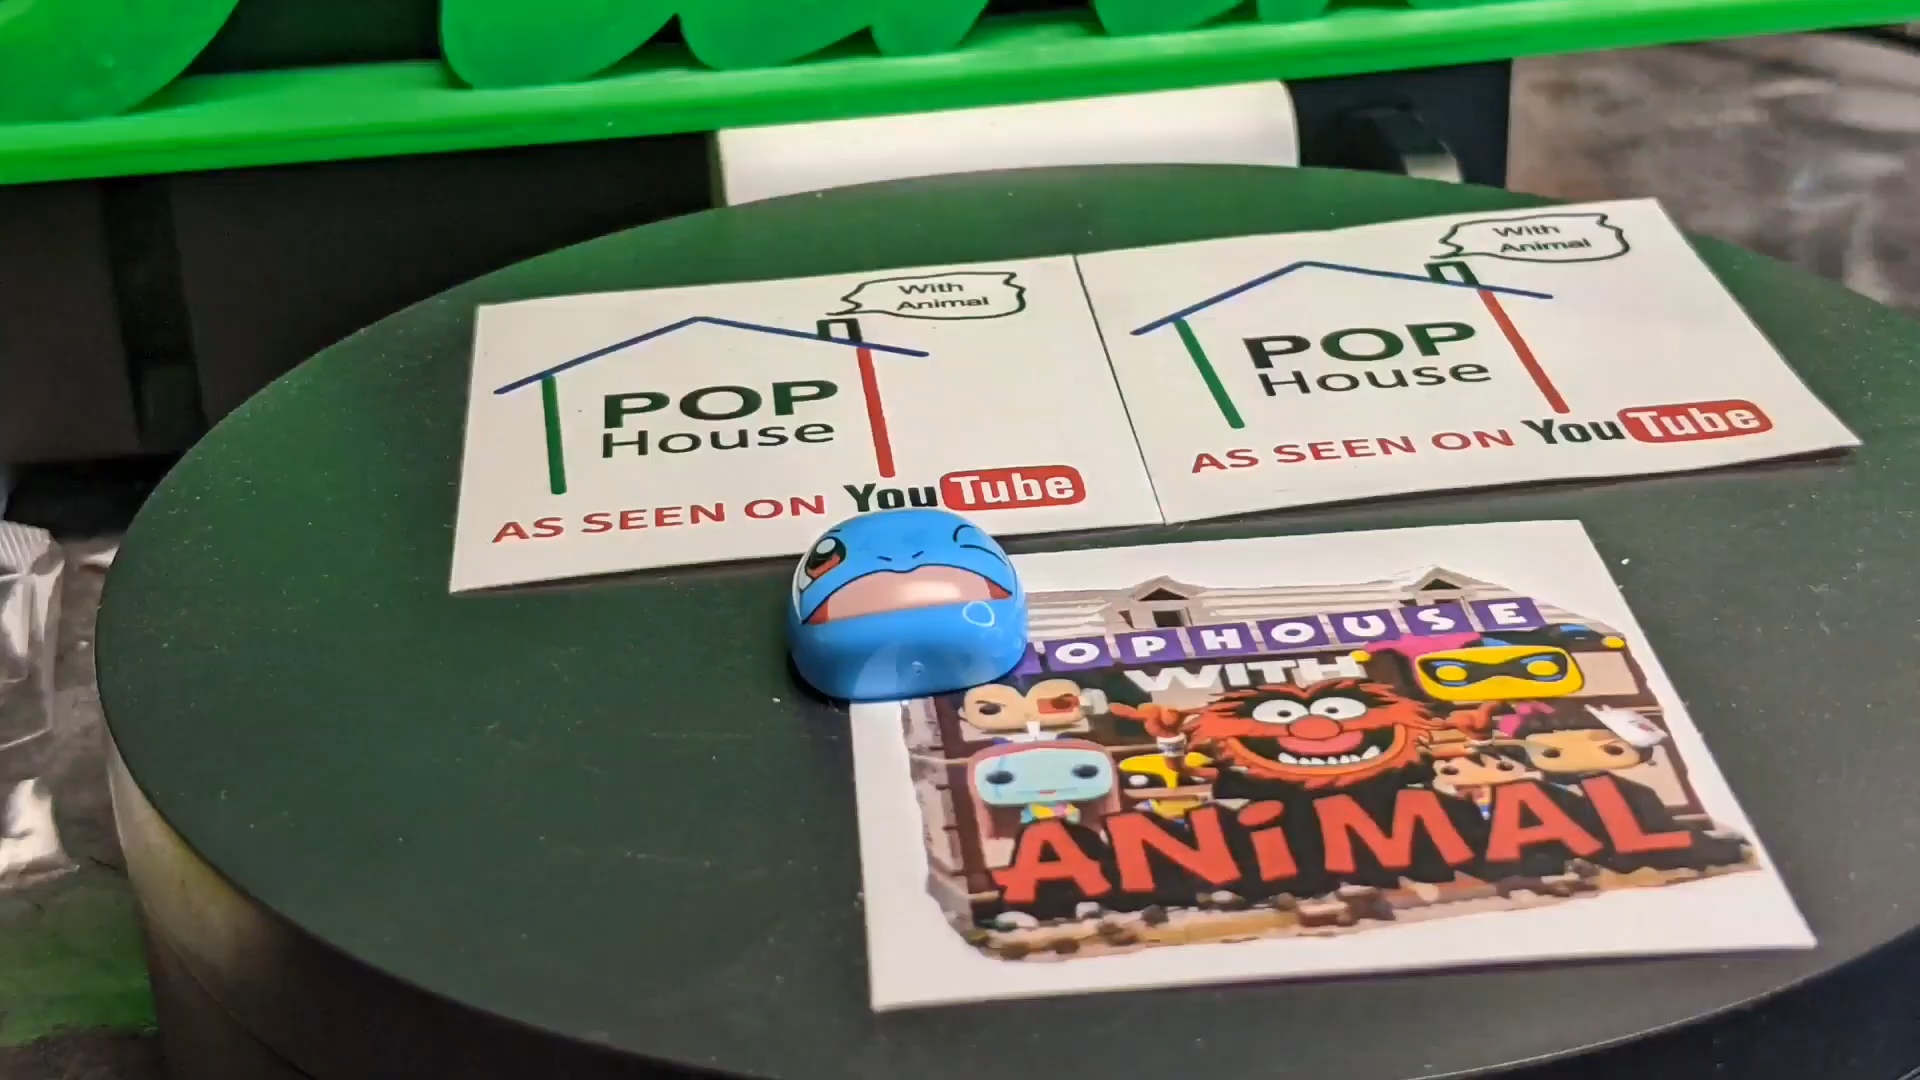 With
Animal
POP
House
AS SEEN ON YouTube
With
Animal
POP
House
AS SEEN ON YouTube
OPHOUSE
WITH
ANiMAL